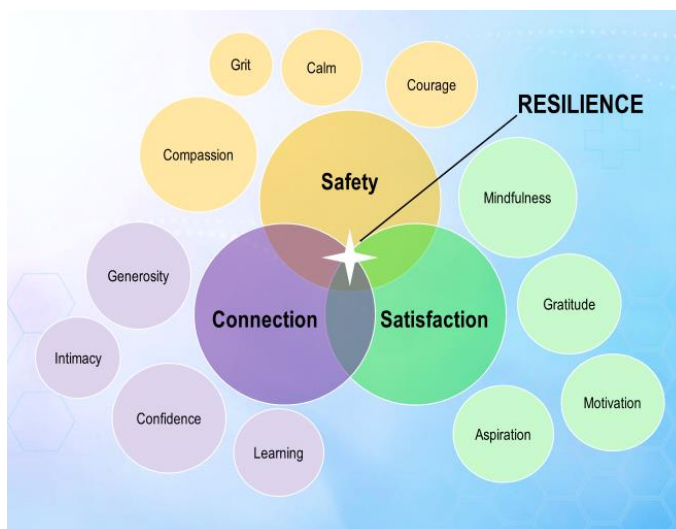 Grit
Calm
Courage
RESILIENCE
Compassion
Safety
Mindfulness
Generosity
Gratitude
Connection
Satisfaction
Intimacy
Confidence
Motivation
Aspiration
Learning